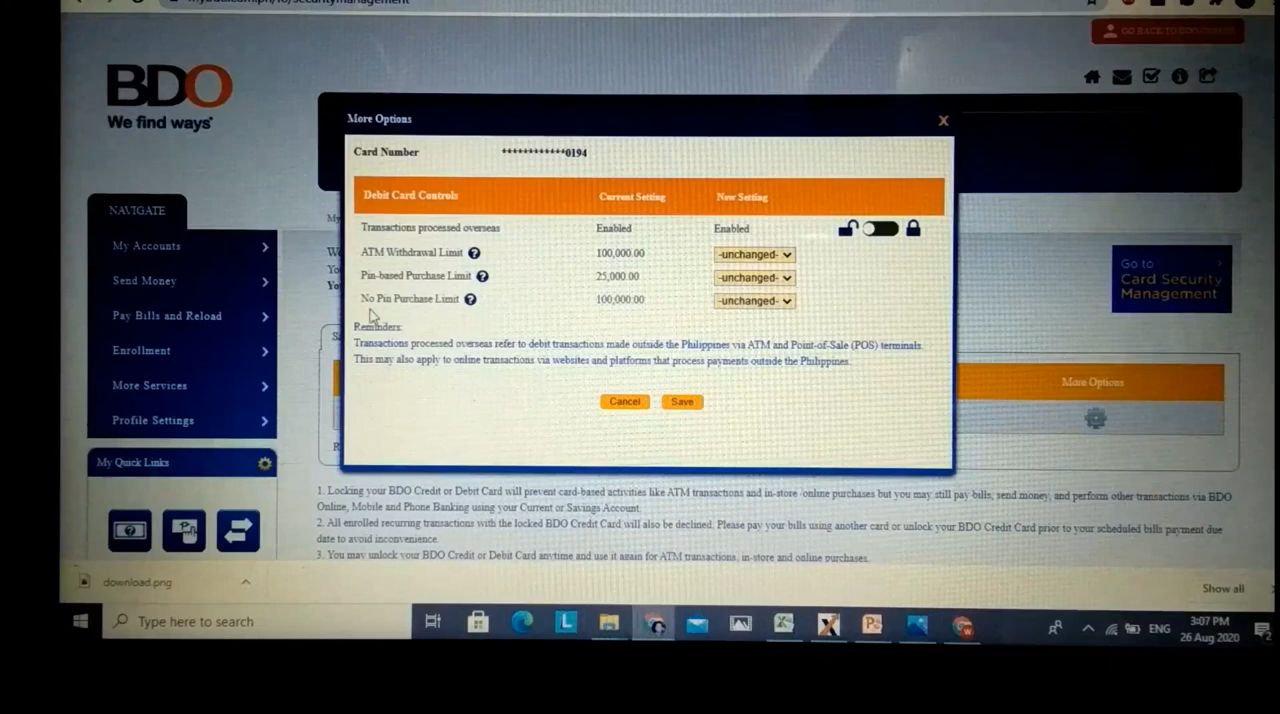 GO BACK TO
BDO
We find ways
More Options
X
Card Number ************0194
Debit Card Controls Current Setting New Setting
Transactions processed overseas Enabled Enabled
ATM Withdrawal Limit ? 100,000.00 -unchanged-
Pin-based Purchase Limit ? 25,000.00 -unchanged-
No Pin Purchase Limit ? 100,000.00 -unchanged-
Reminders:
Transactions processed overseas refer to debit transactions made outside the Philippines via ATM and Point-of-Sale (POS) terminals.
This may also apply to online transactions via websites and platforms that process payments outside the Philippines.
Cancel Save
NAVIGATE
My Accounts
Send Money
Pay Bills and Reload
Enrollment
More Services
Profile Settings
My Quick Links
Go to
Card Security
Management
More Options
1. Locking your BDO Credit or Debit Card will prevent card-based activities like ATM transactions and in-store /online purchases but you may still pay bills, send money, and perform other transactions via BDO
Online, Mobile and Phone Banking using your Current or Savings Account.
2. All enrolled recurring transactions with the locked BDO Credit Card will also be declined. Please pay your bills using another card or unlock your BDO Credit Card prior to your scheduled bills payment due
date to avoid inconvenience.
3. You may unlock your BDO Credit or Debit Card anytime and use it again for ATM transactions, in-store and online purchases.
download.png
Show all
Type here to search
ENG
3:07 PM
26 Aug 2020
2